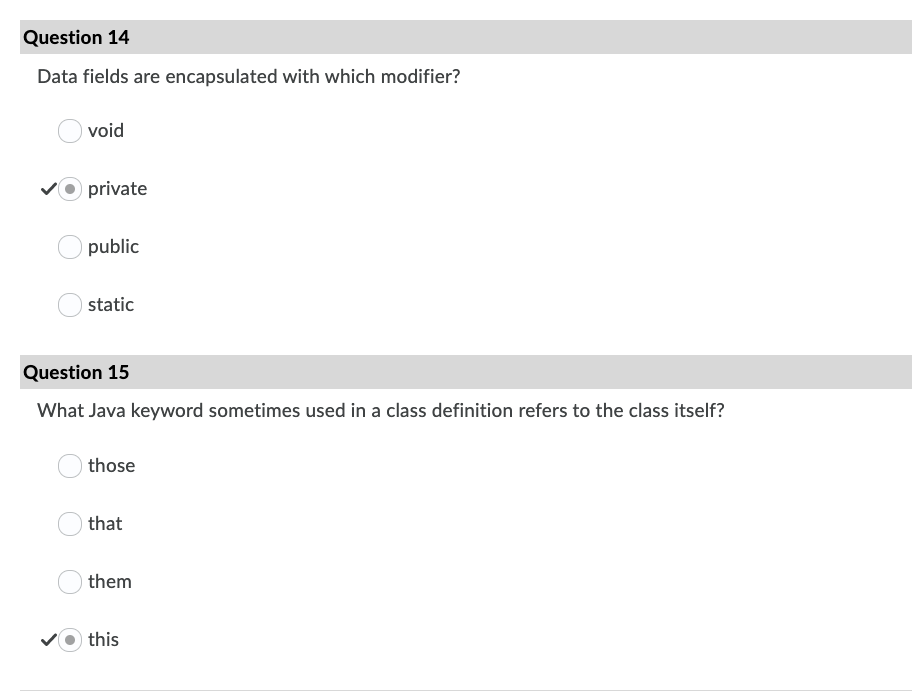 Question 14
Data fields are encapsulated with which modifier?
void
private
public
static
Question 15
What Java keyword sometimes used in a class definition refers to the class itself?
those
that
them
this